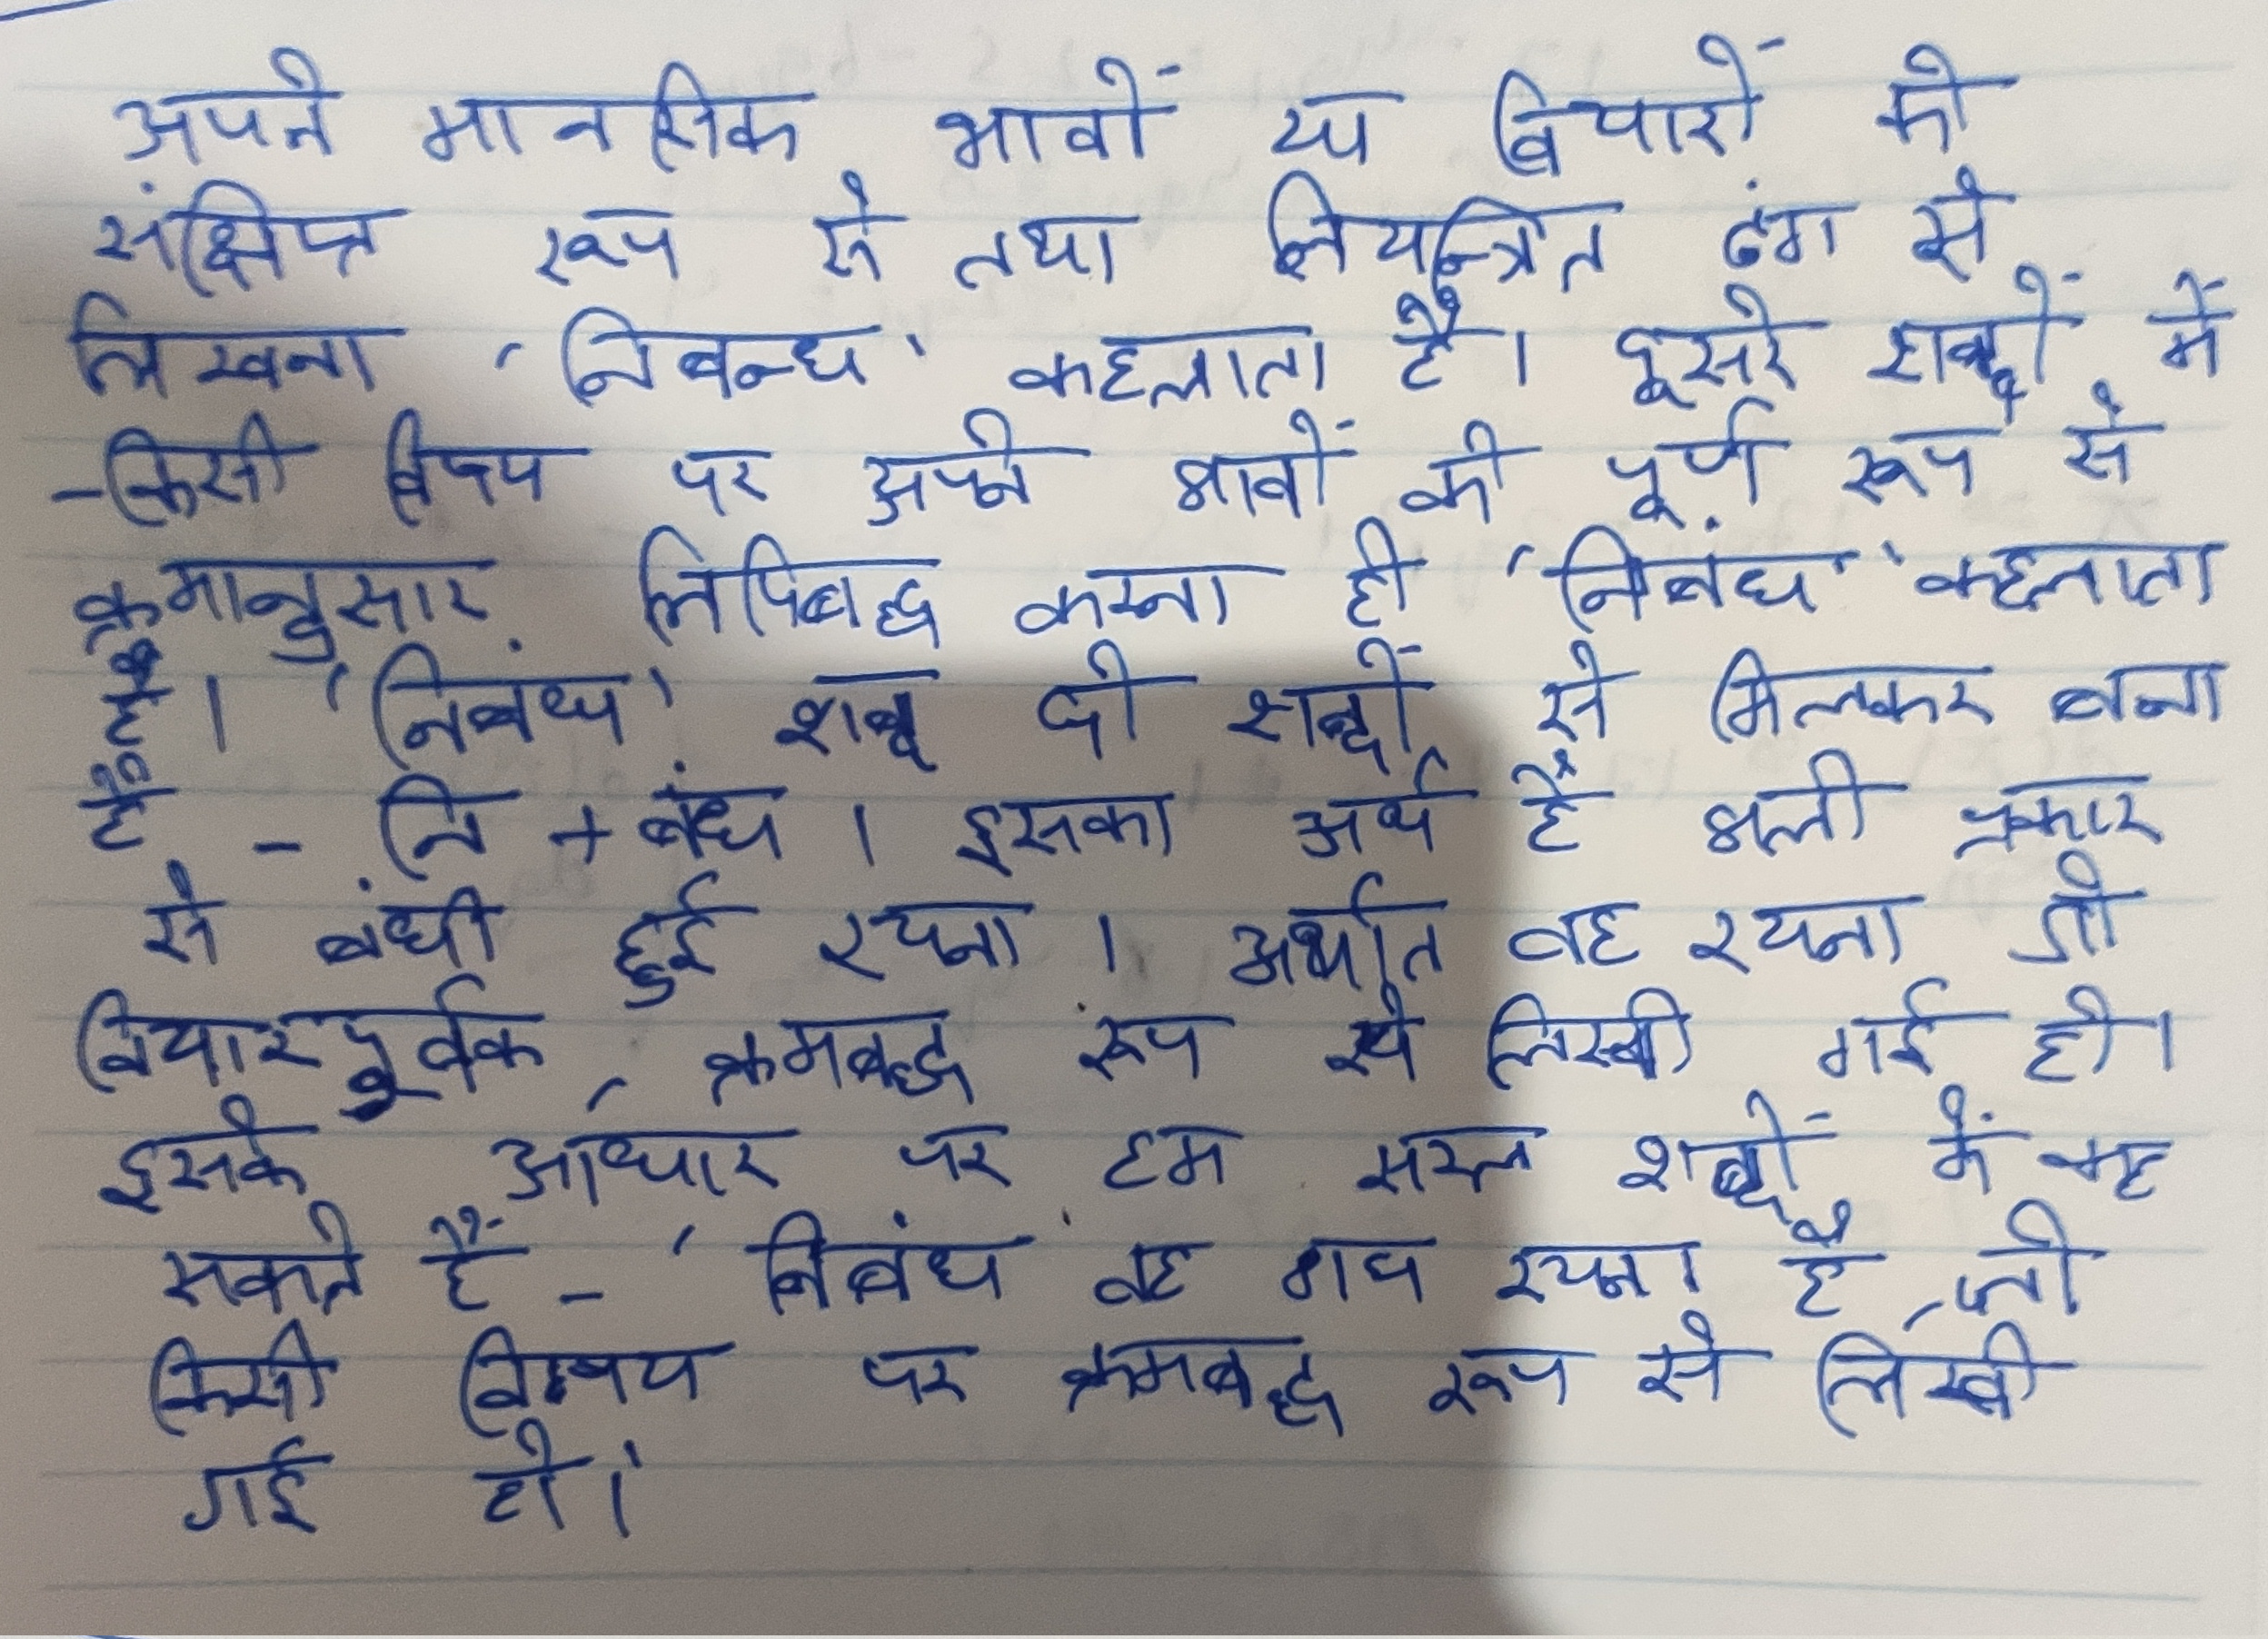 अपने मानसिक भावों या विचारों को
संक्षिप्त रूप से तथा नियन्त्रित ढंग से
लिखना 'निबन्ध' कहलाता है। दूसरे शब्दों में
-किसी विषय पर अपने भावों को पूर्ण रूप से
क्रमानुसार लिपिबद्ध करना ही 'निबंध' कहलाता
है। 'निबंध' शब्द दो शब्दों से मिलकर बना
है - नि + बंध। इसका अर्थ है भली प्रकार
से बंधी हुई रचना। अर्थात वह रचना जो
विचारपूर्वक, क्रमबद्ध रूप से लिखी गई हो।
इसके आधार पर हम सरल शब्दों में कह
सकते हैं - 'निबंध वह गद्य रचना है, जो
किसी विषय पर क्रमबद्ध रूप से लिखी
गई हो।'